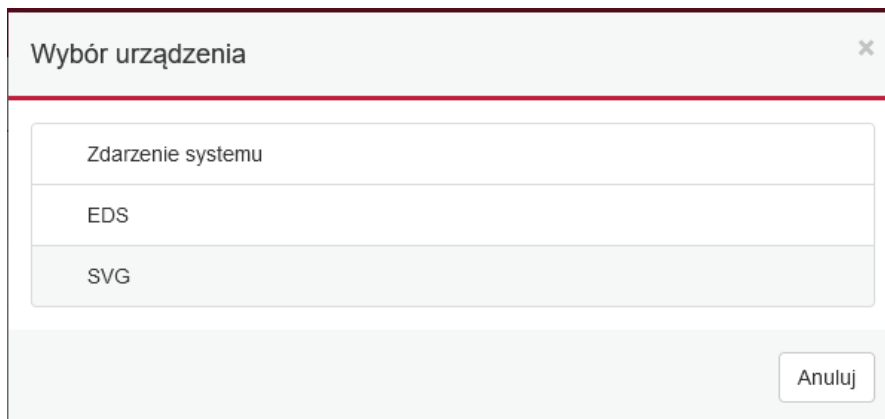 Wybór urządzenia
×
Zdarzenie systemu
EDS
SVG
Anuluj